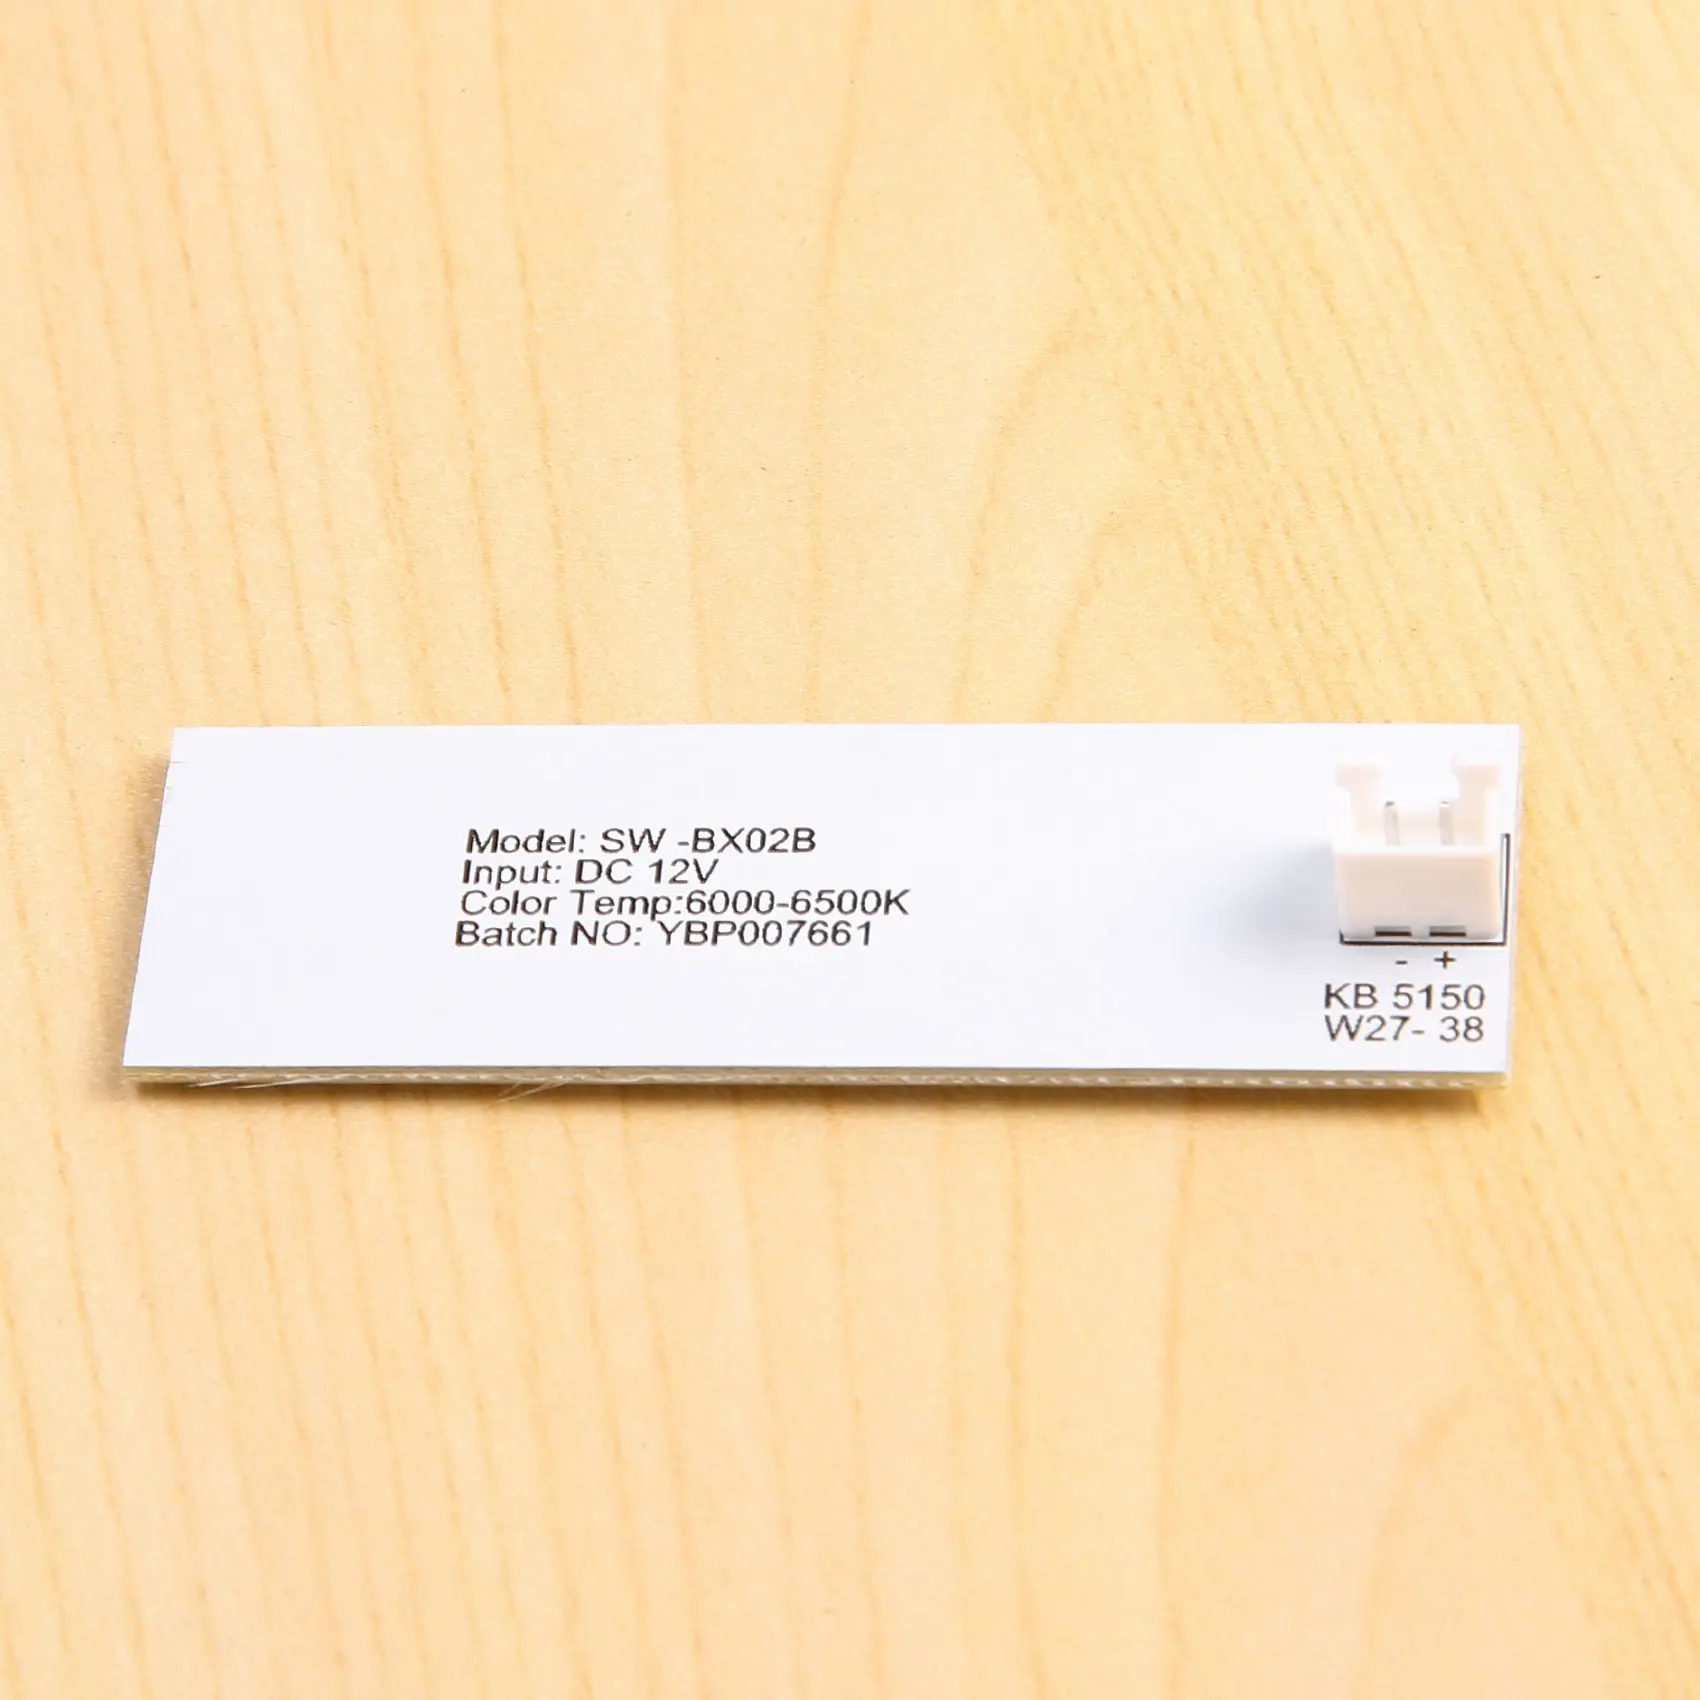 Model: SW -BX02B
Input: DC 12V
Color Temp:6000-6500K
Batch NO: YBP007661
- +
KB 5150
W27- 38